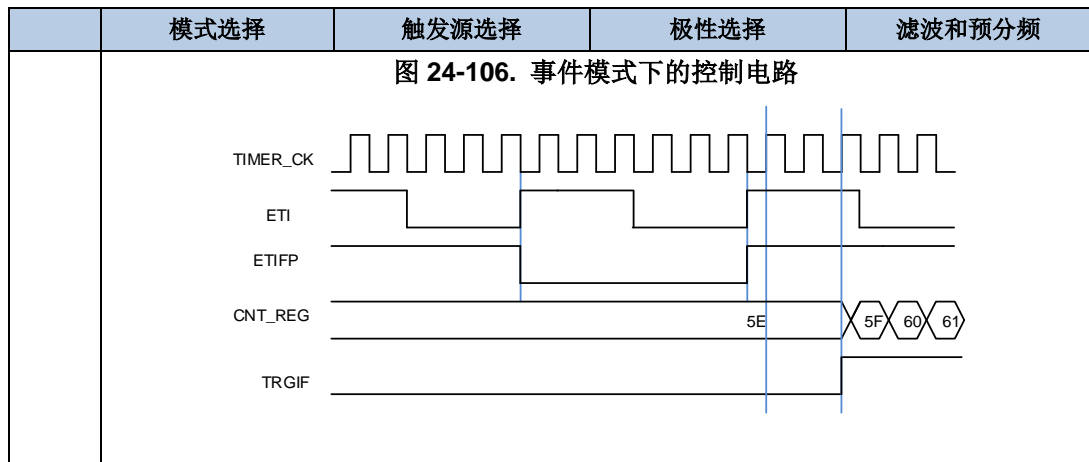 模式选择 触发源选择 极性选择 滤波和预分频
图 24-106. 事件模式下的控制电路
TIMER_CK
ETI
ETIFP
CNT_REG 5E 5F 60 61
TRGIF